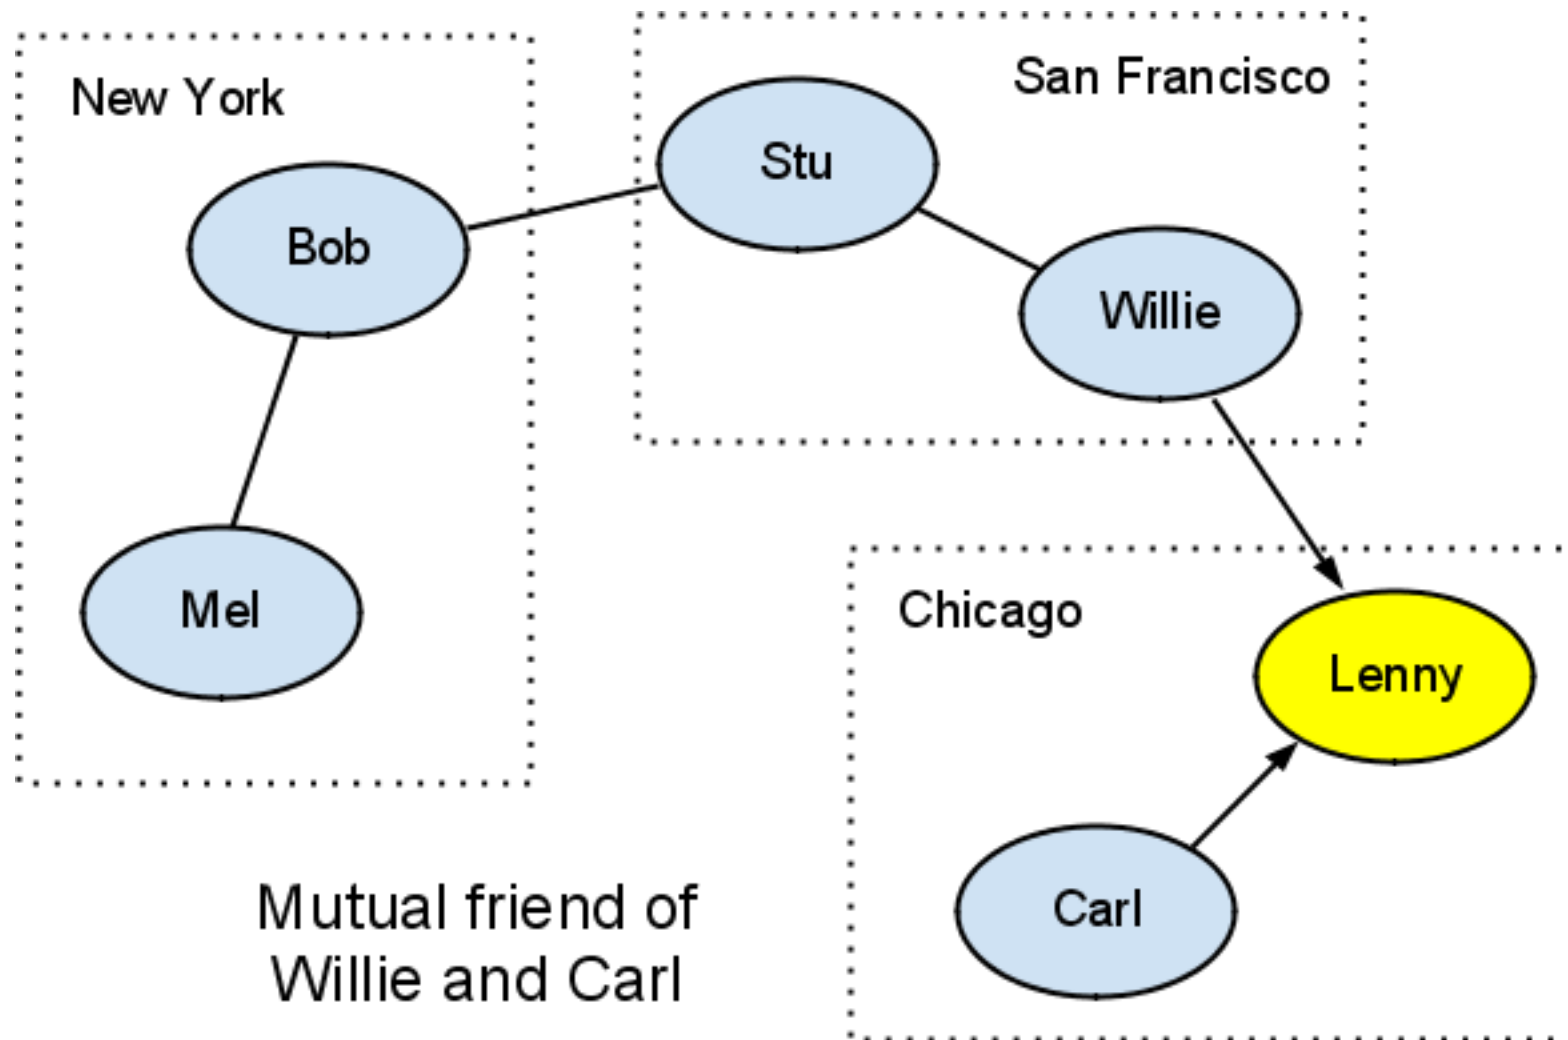 New York
San Francisco
Stu
Bob
Willie
Mel
Chicago
Lenny
Carl
Mutual friend of
Willie and Carl